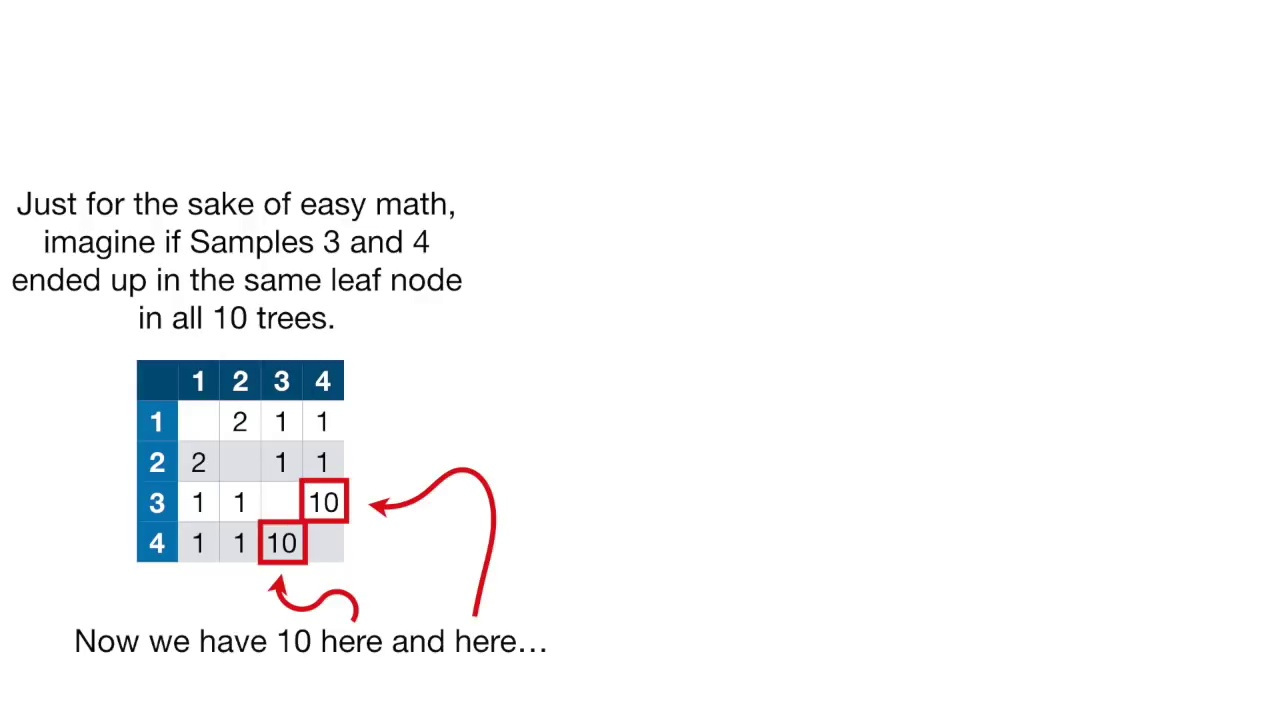 Just for the sake of easy math,
imagine if Samples 3 and 4
ended up in the same leaf node
in all 10 trees.
1 2 3 4
1 2 1 1
2 2 1 1
3 1 1 10
4 1 1 10
Now we have 10 here and here…